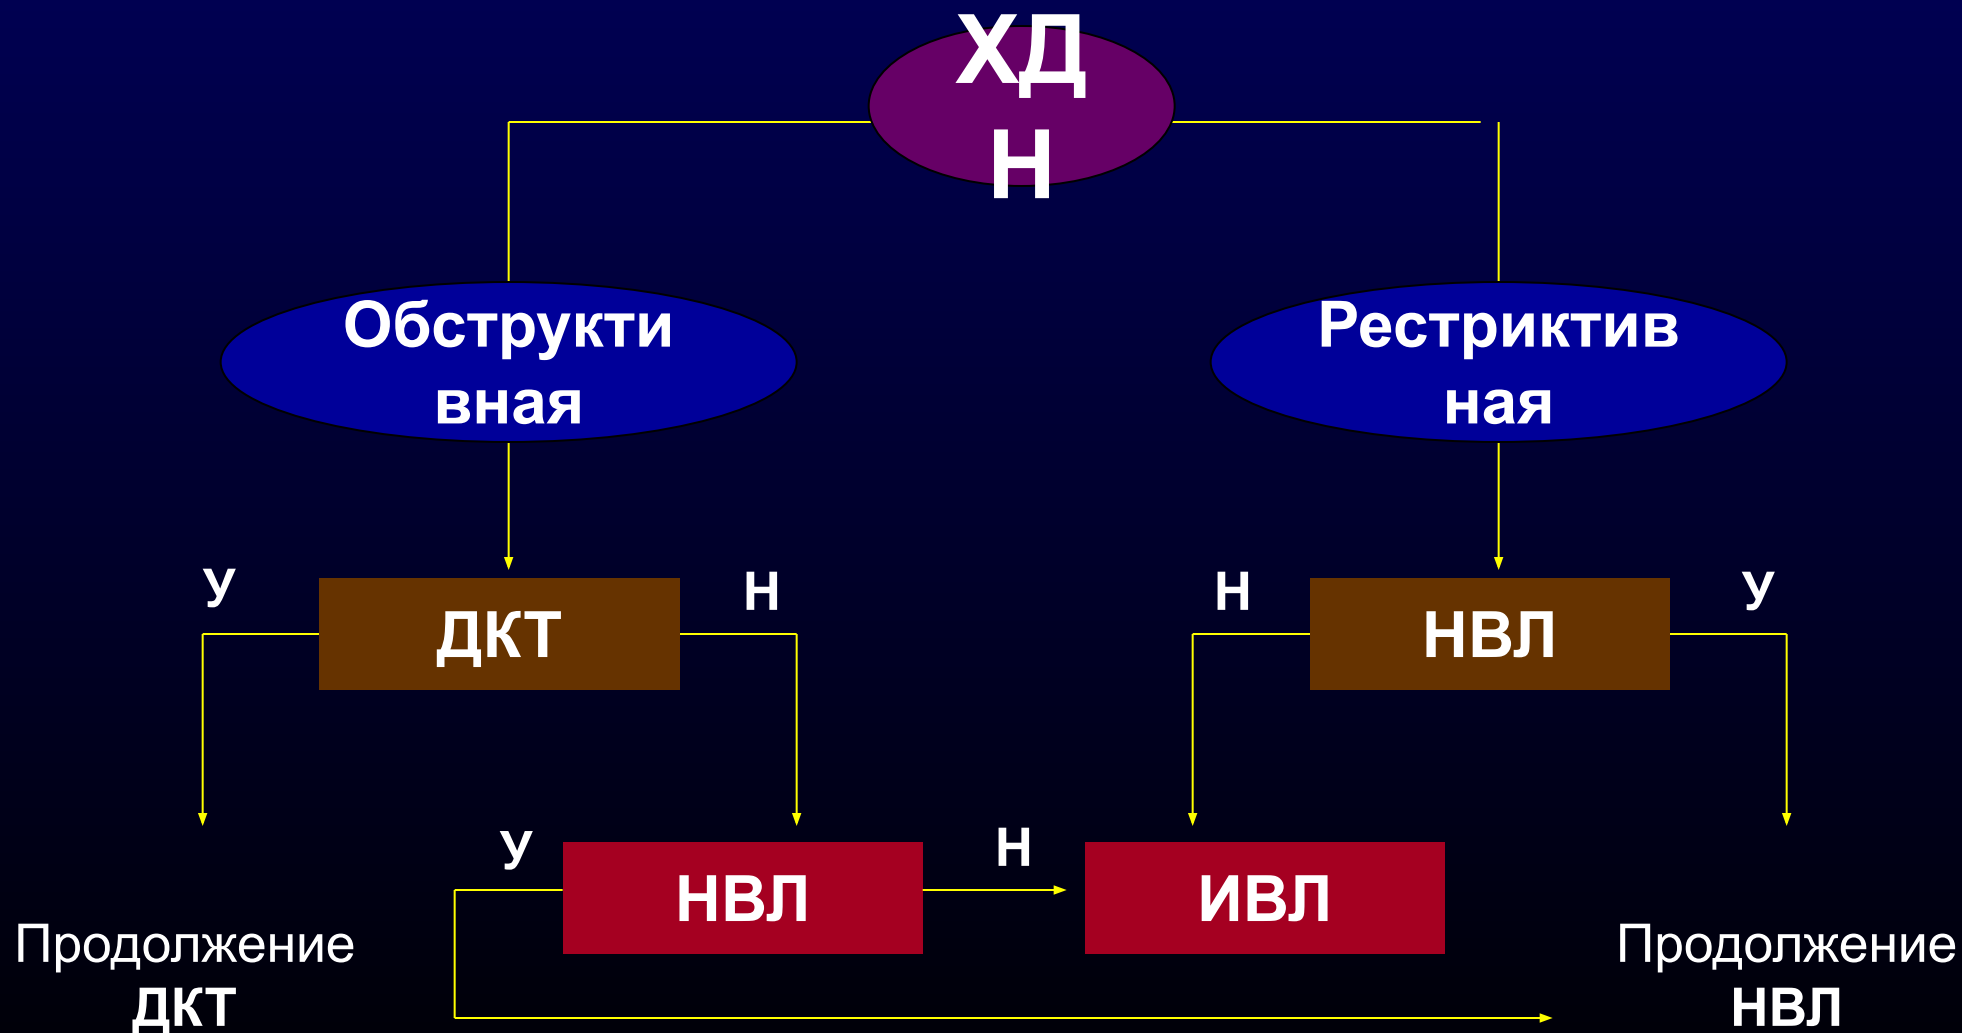 ХД
Н
Обструкти
вная
Рестриктив
ная
У
Н
Н
У
ДКТ
НВЛ
У
Н
НВЛ
ИВЛ
Продолжение
ДКТ
Продолжение
НВЛ